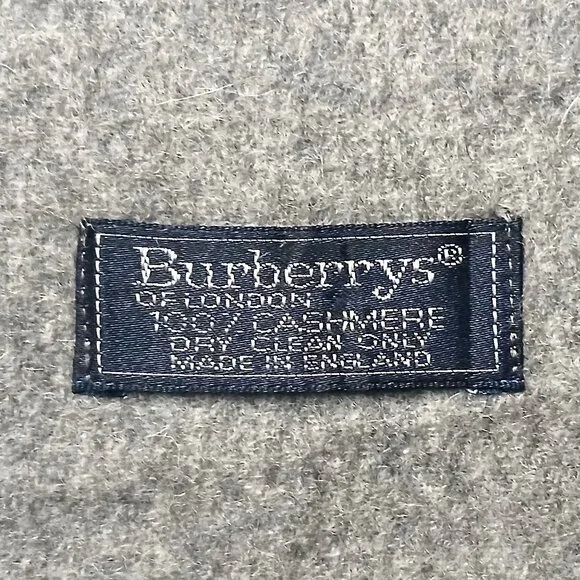 Burberrys®
OF LONDON
100% CASHMERE
DRY CLEAN ONLY
MADE IN ENGLAND